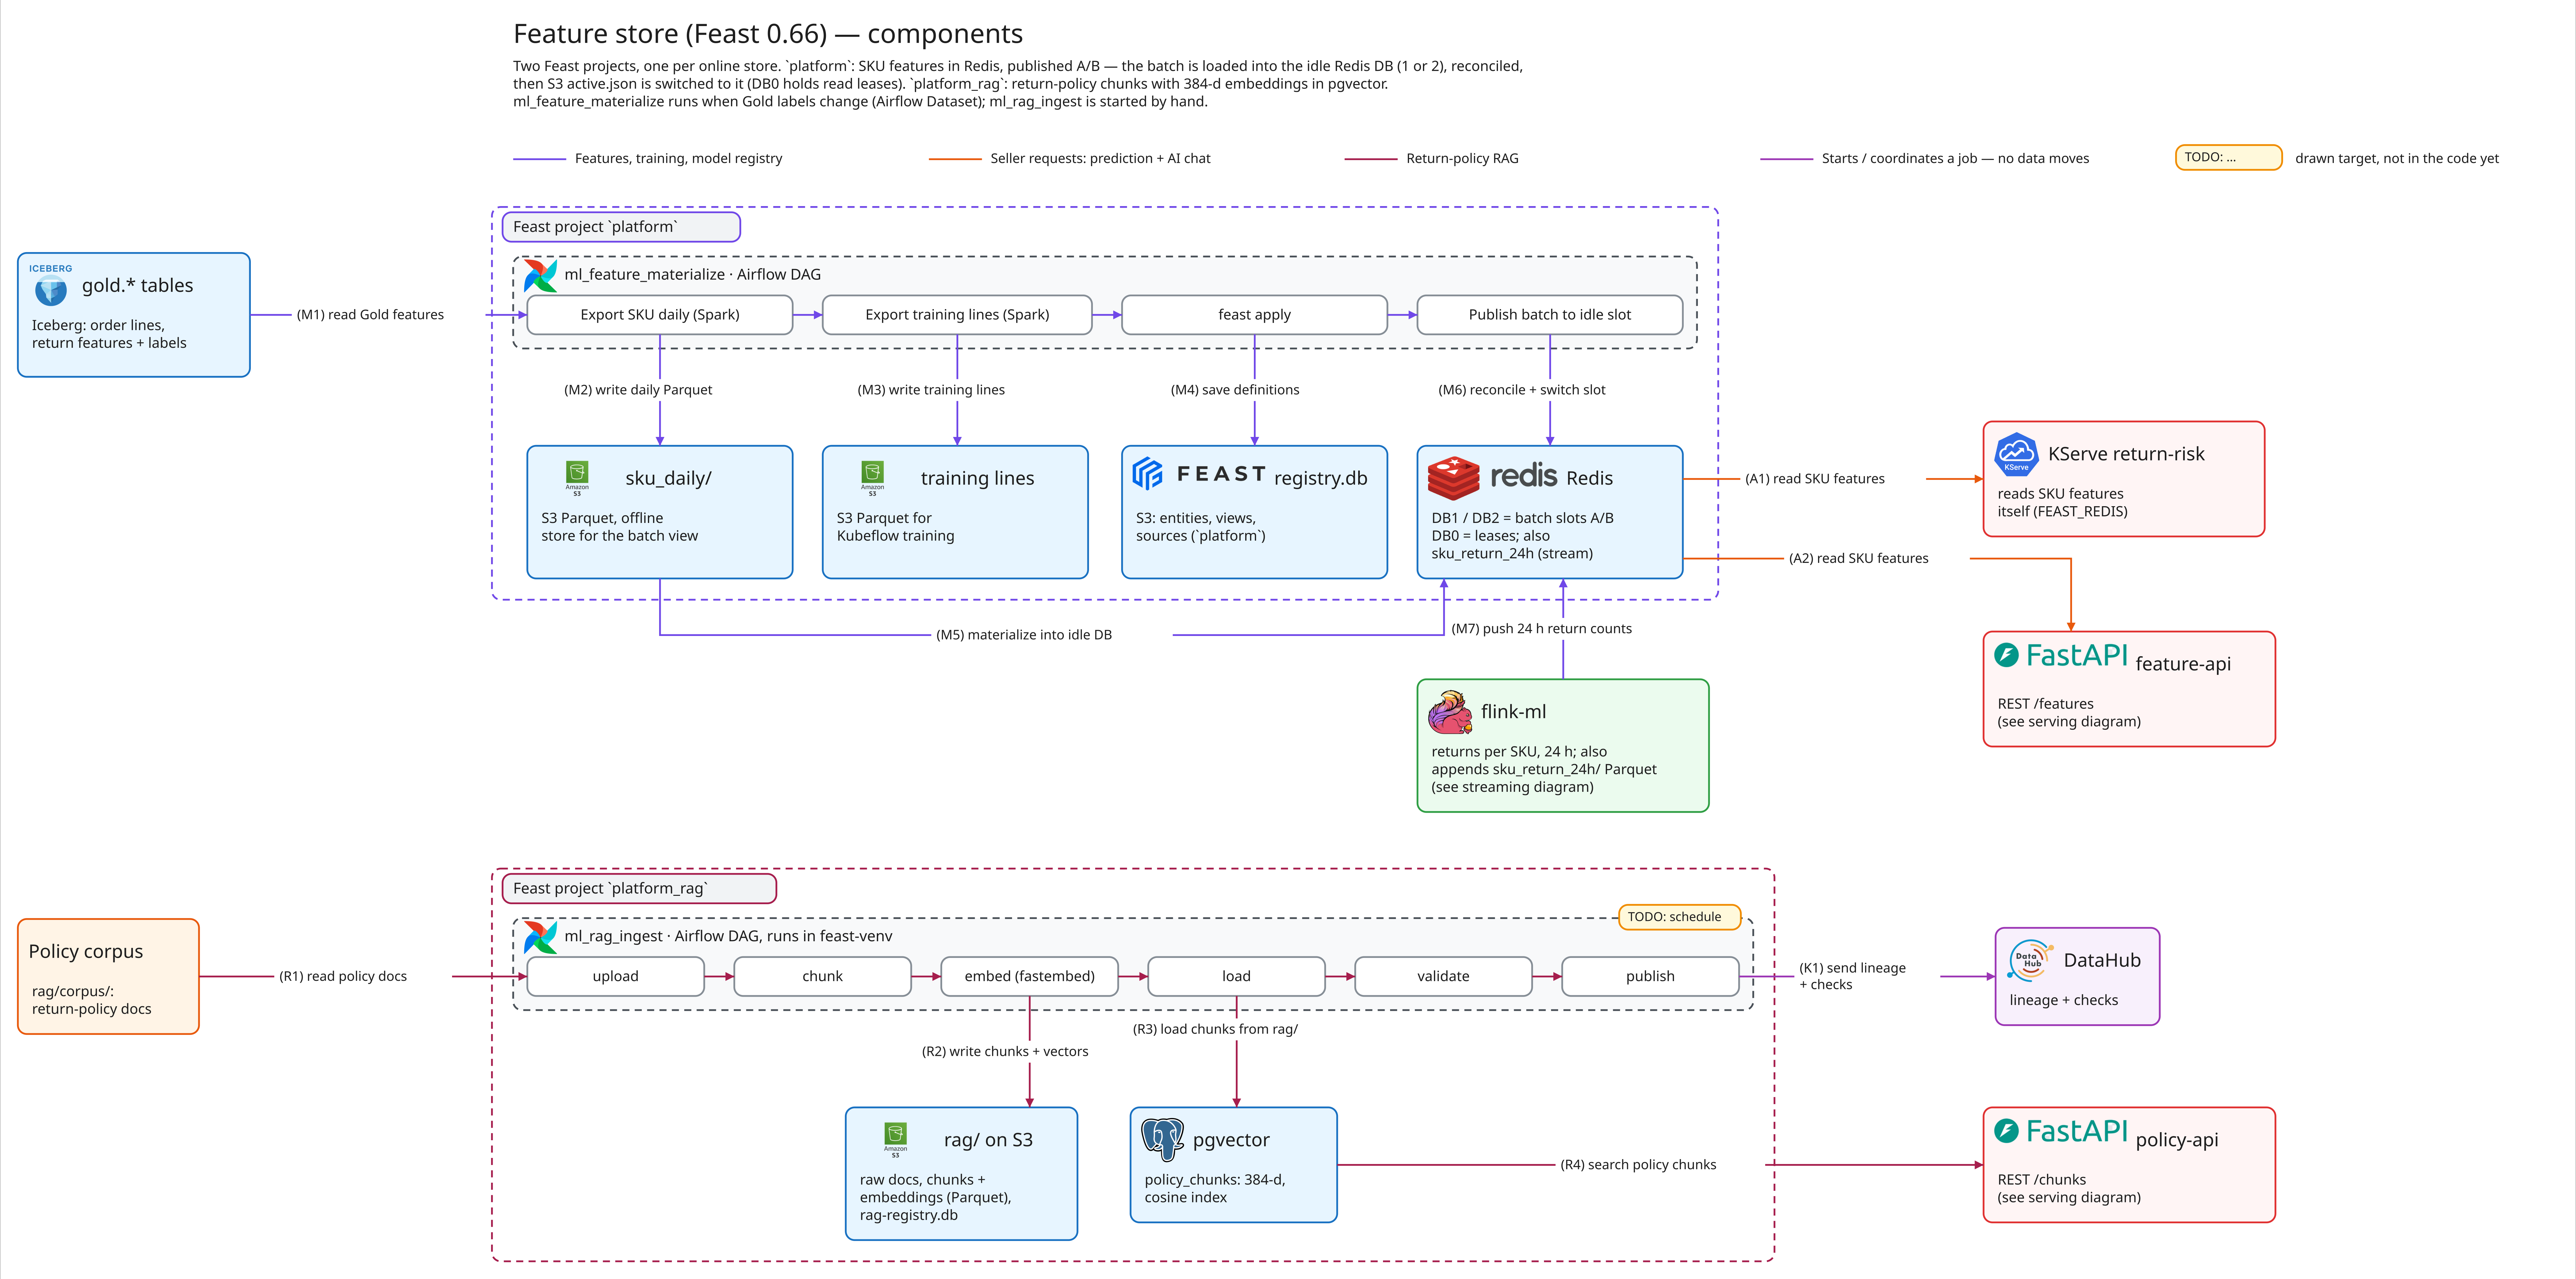 Feature store (Feast 0.66) — components
Two Feast projects, one per online store. `platform`: SKU features in Redis, published A/B — the batch is loaded into the idle Redis DB (1 or 2), reconciled,
then S3 active.json is switched to it (DB0 holds read leases). `platform_rag`: return-policy chunks with 384-d embeddings in pgvector.
ml_feature_materialize runs when Gold labels change (Airflow Dataset); ml_rag_ingest is started by hand.
Features, training, model registry
Seller requests: prediction + AI chat
Return-policy RAG
Starts / coordinates a job — no data moves
TODO: ...
drawn target, not in the code yet
Feast project `platform`
ICEBERG
gold.* tables
Iceberg: order lines,
return features + labels
(M1) read Gold features
ml_feature_materialize · Airflow DAG
Export SKU daily (Spark)
Export training lines (Spark)
feast apply
Publish batch to idle slot
(M2) write daily Parquet
(M3) write training lines
(M4) save definitions
(M6) reconcile + switch slot
Amazon
S3
sku_daily/
S3 Parquet, offline
store for the batch view
Amazon
S3
training lines
S3 Parquet for
Kubeflow training
FEAST
registry.db
S3: entities, views,
sources (`platform`)
redis
Redis
DB1 / DB2 = batch slots A/B
DB0 = leases; also
sku_return_24h (stream)
(A1) read SKU features
(A2) read SKU features
KServe
KServe return-risk
reads SKU features
itself (FEAST_REDIS)
(M5) materialize into idle DB
(M7) push 24 h return counts
FastAPI
feature-api
REST /features
(see serving diagram)
flink-ml
returns per SKU, 24 h; also
appends sku_return_24h/ Parquet
(see streaming diagram)
Feast project `platform_rag`
TODO: schedule
Policy corpus
rag/corpus/:
return-policy docs
(R1) read policy docs
ml_rag_ingest · Airflow DAG, runs in feast-venv
upload
chunk
embed (fastembed)
load
validate
publish
(K1) send lineage
+ checks
Data
Hub
DataHub
lineage + checks
(R3) load chunks from rag/
(R2) write chunks + vectors
Amazon
S3
rag/ on S3
raw docs, chunks +
embeddings (Parquet),
rag-registry.db
pgvector
policy_chunks: 384-d,
cosine index
(R4) search policy chunks
FastAPI
policy-api
REST /chunks
(see serving diagram)